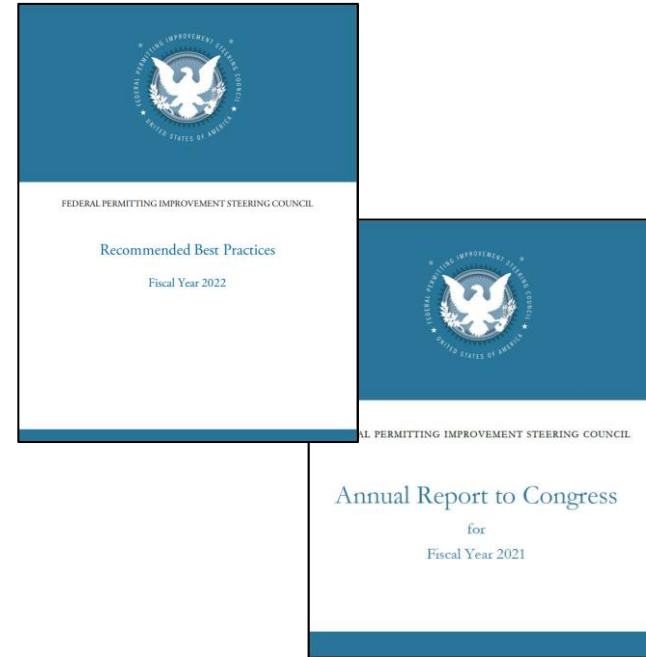 FEDERAL PERMITTING IMPROVEMENT STEERING COUNCIL
UNITED STATES OF AMERICA
FEDERAL PERMITTING IMPROVEMENT STEERING COUNCIL
Recommended Best Practices
Fiscal Year 2022
FEDERAL PERMITTING IMPROVEMENT STEERING COUNCIL
UNITED STATES OF AMERICA
AL PERMITTING IMPROVEMENT STEERING COUNCIL
Annual Report to Congress
for
Fiscal Year 2021